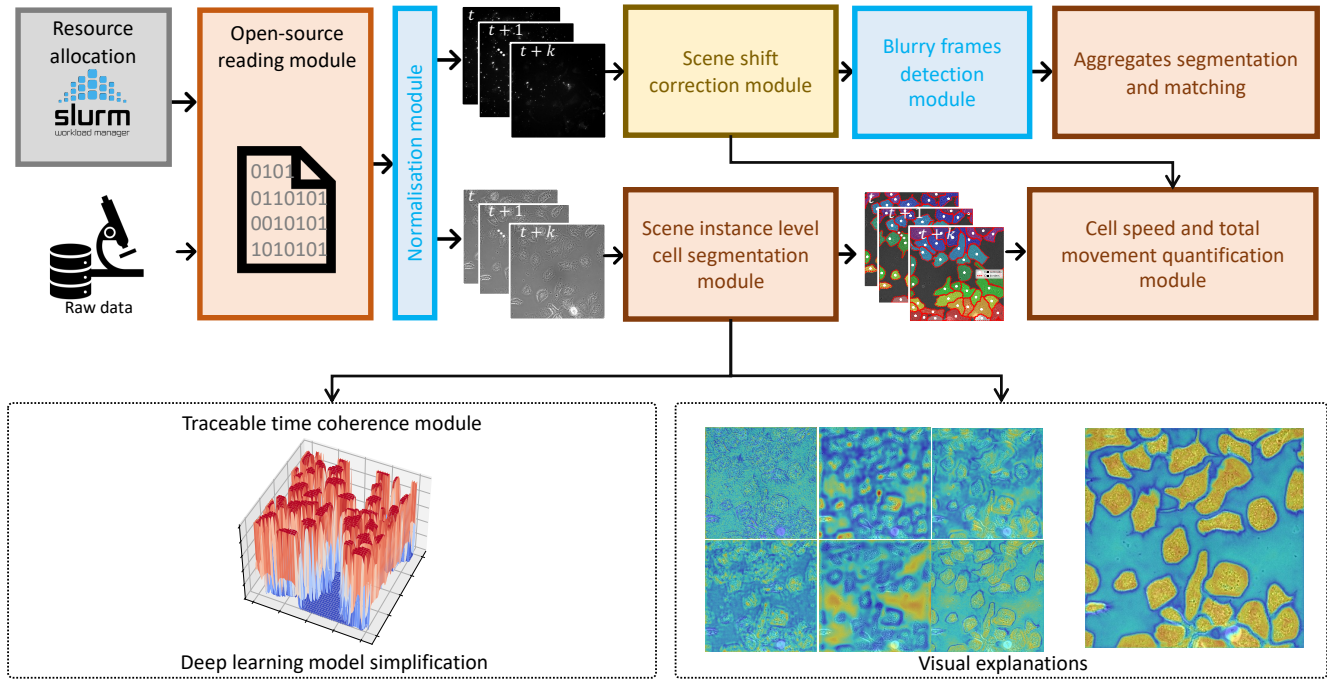 Resource
allocation
slurm
workload manager
Raw data
Open-source
reading module
0101
0110101
0010101
1010101
Normalisation module
t
t + 1
t + k
Scene shift
correction module
Blurry frames
detection
module
Aggregates segmentation
and matching
t
t + 1
t + k
Scene instance level
cell segmentation
module
t
t + 1
t + k
Cell speed and total
movement quantification
module
Traceable time coherence module
Deep learning model simplification
Visual explanations